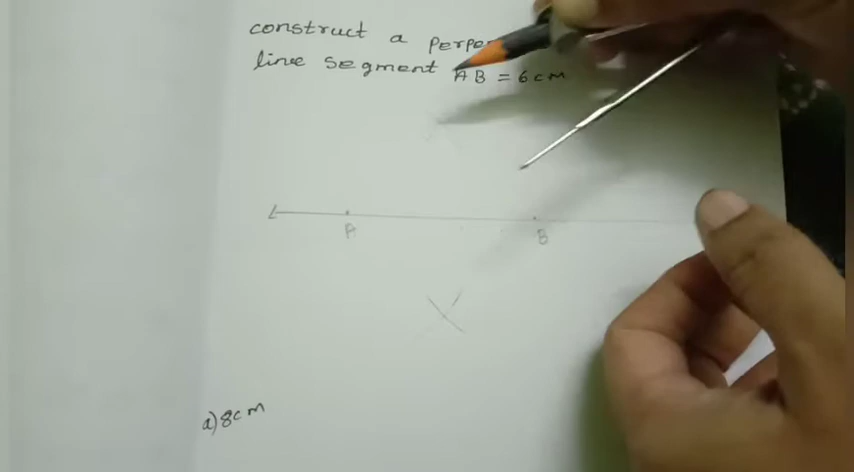 construct a
line segment AB = 6cm
A
B
a) 8cm